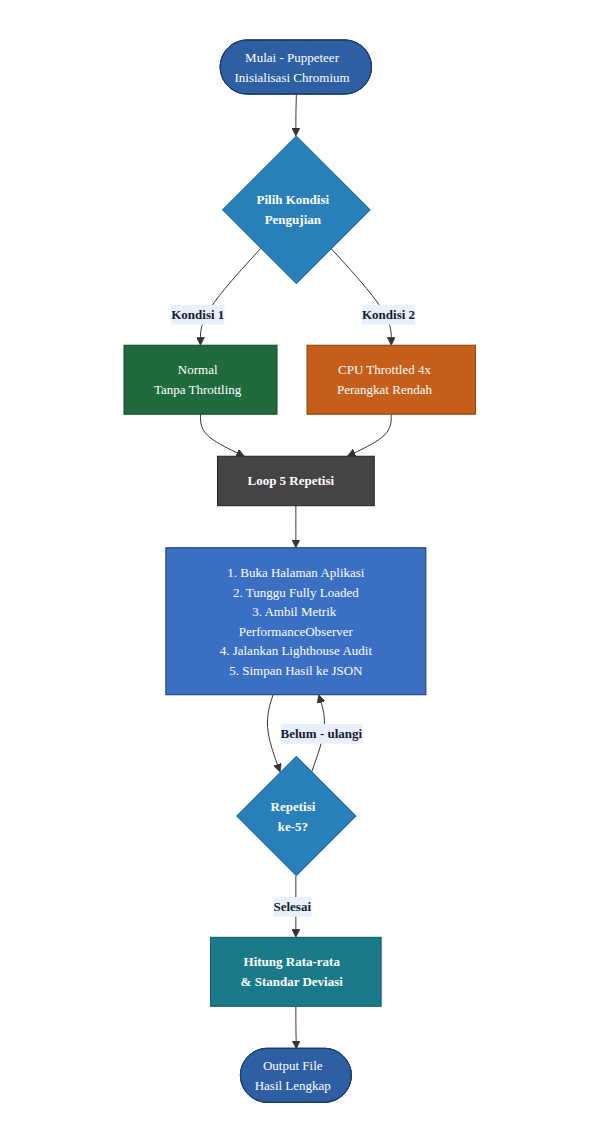 Mulai - Puppeteer
Inisialisasi Chromium
Pilih Kondisi
Pengujian
Kondisi 1
Kondisi 2
Normal
Tanpa Throttling
CPU Throttled 4x
Perangkat Rendah
Loop 5 Repetisi
1. Buka Halaman Aplikasi
2. Tunggu Fully Loaded
3. Ambil Metrik
PerformanceObserver
4. Jalankan Lighthouse Audit
5. Simpan Hasil ke JSON
Belum - ulangi
Repetisi
ke-5?
Selesai
Hitung Rata-rata
& Standar Deviasi
Output File
Hasil Lengkap